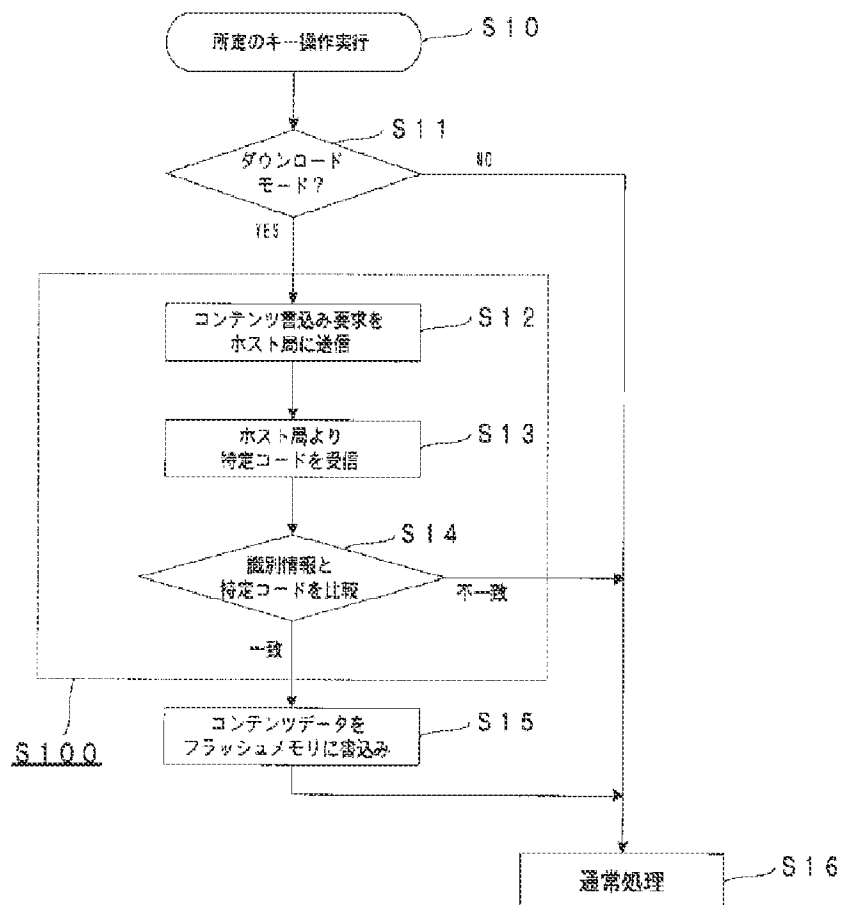 所定のキー操作実行
S10
S11
ダウンロード
モード?
NO
YES
コンテンツ書込み要求を
ホスト局に送信
S12
ホスト局より
特定コードを受信
S13
S14
識別情報と
特定コードを比較
不一致
一致
コンテンツデータを
フラッシュメモリに書込み
S15
S100
通常処理
S16